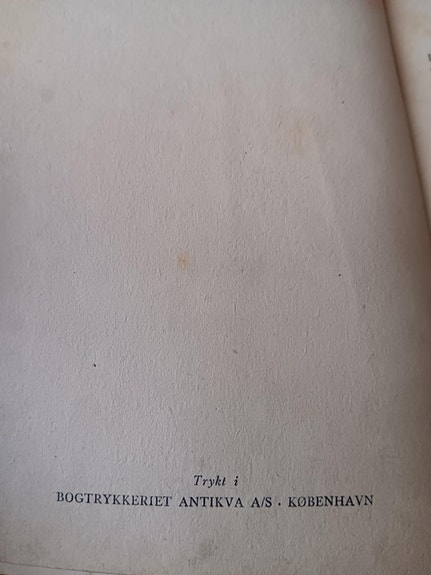 Trykt i
BOGTRYKKERIET ANTIKVA A/S · KØBENHAVN